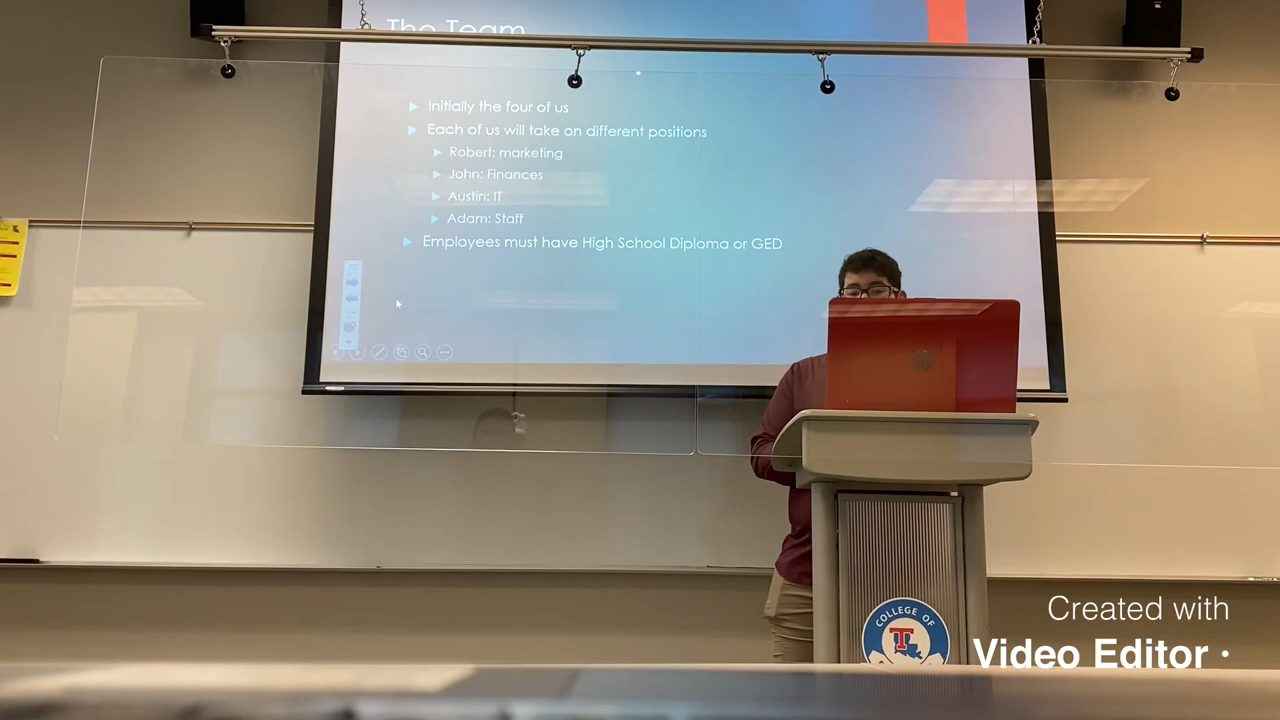 The Team
Initially the four of us
Each of us will take on different positions
Robert: marketing
John: Finances
Austin: IT
Adam: Staff
Employees must have High School Diploma or GED
COLLEGE OF
T
Created with
Video Editor